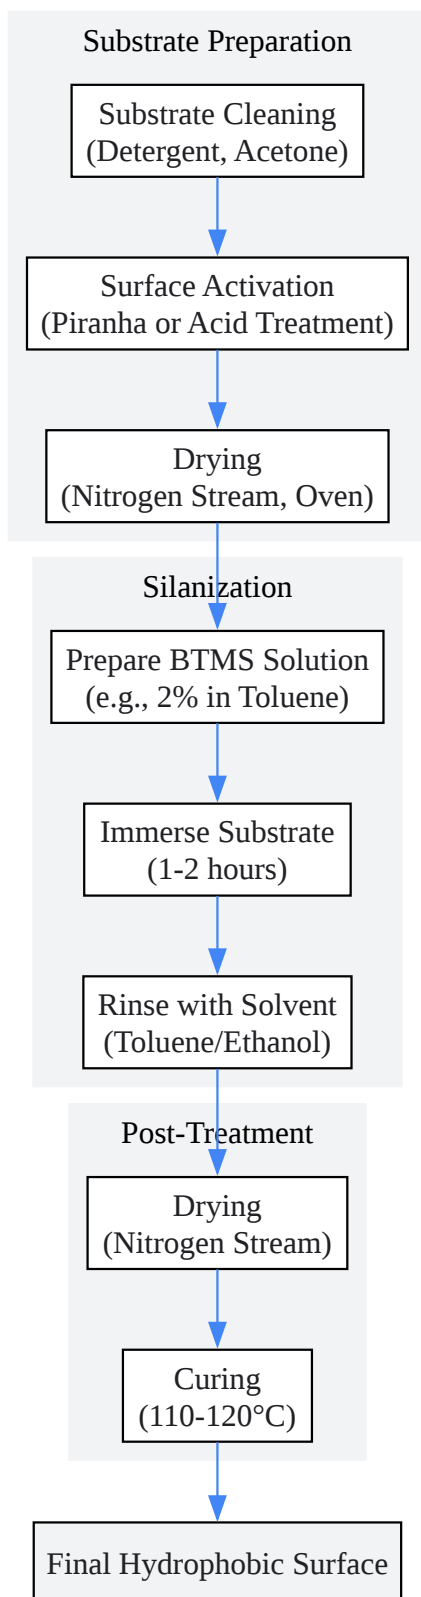 Substrate Preparation
Substrate Cleaning
(Detergent, Acetone)
Surface Activation
(Piranha or Acid Treatment)
Drying
(Nitrogen Stream, Oven)
Silanization
Prepare BTMS Solution
(e.g., 2% in Toluene)
Immerse Substrate
(1-2 hours)
Rinse with Solvent
(Toluene/Ethanol)
Post-Treatment
Drying
(Nitrogen Stream)
Curing
(110-120°C)
Final Hydrophobic Surface